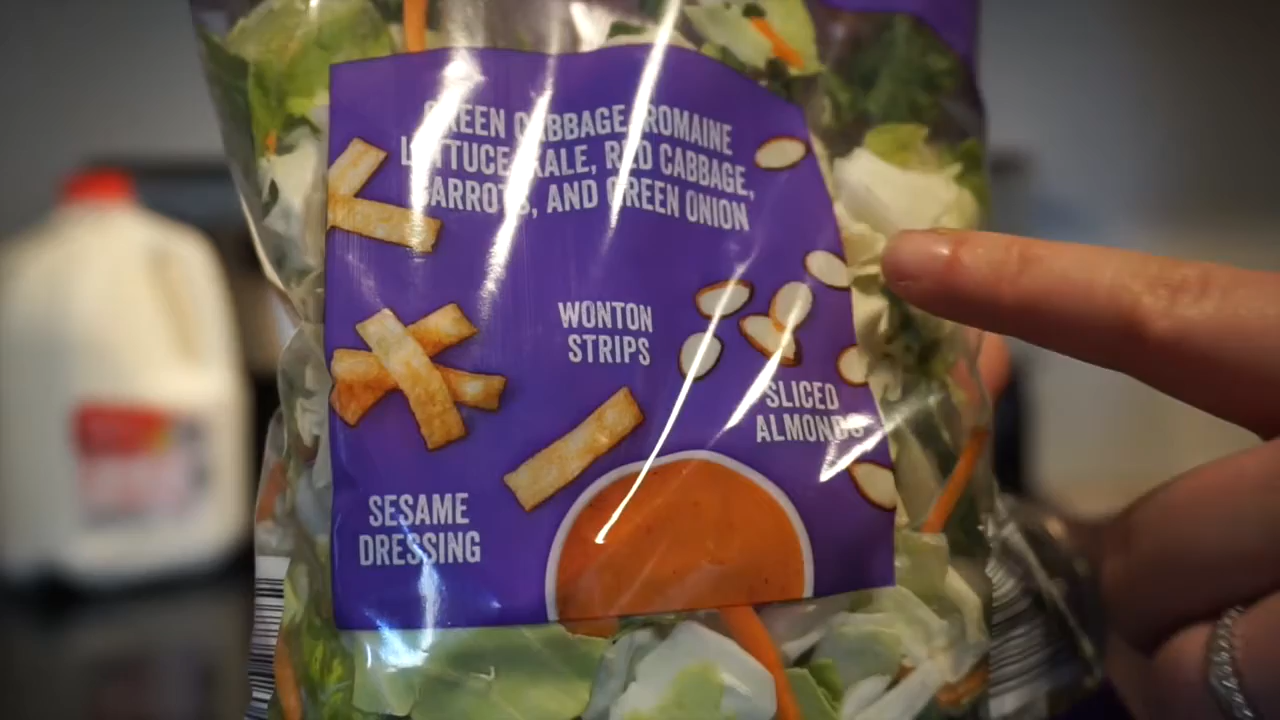 GREEN CABBAGE, ROMAINE
LETTUCE, KALE, RED CABBAGE,
CARROTS, AND GREEN ONION
WONTON
STRIPS
SLICED
ALMONDS
SESAME
DRESSING